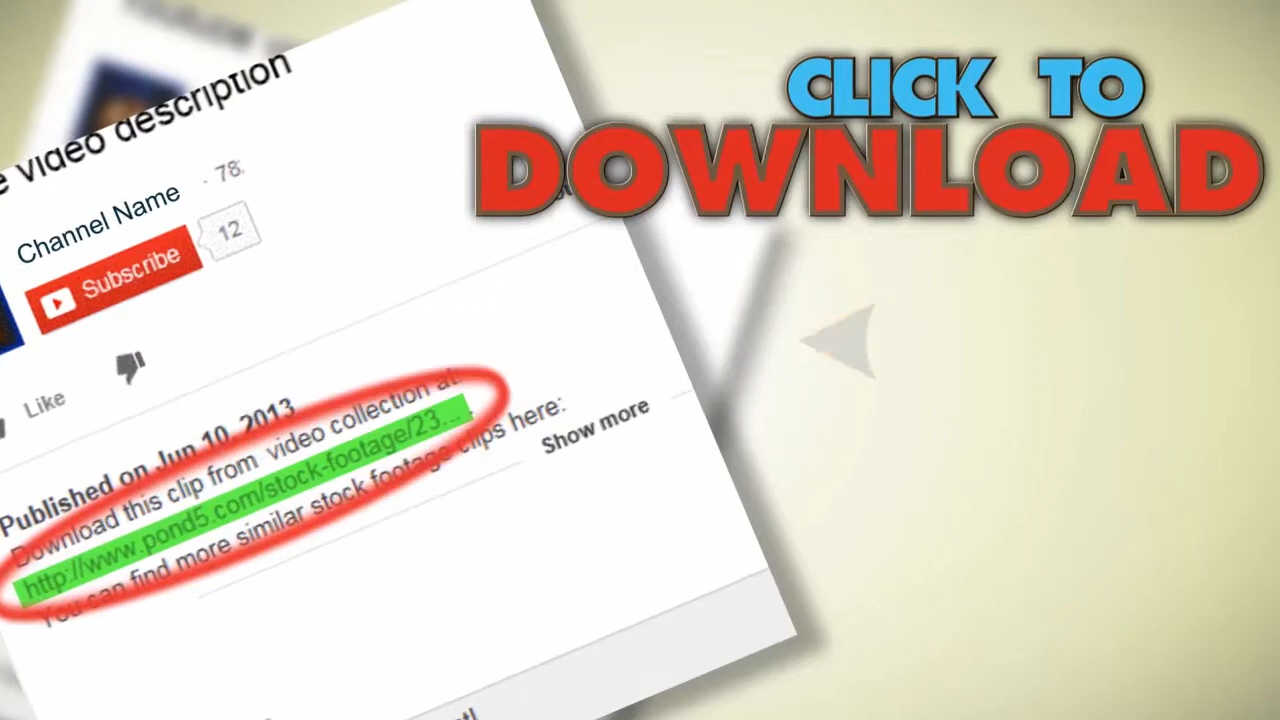 CLICK TO
DOWNLOAD
video description
Channel Name
Subscribe
12
Like
Published on Jun 10, 2013
Download this clip from video collection at:
http://www.pond5.com/stock-footage/23...
You can find more similar stock footage clips here:
Show more